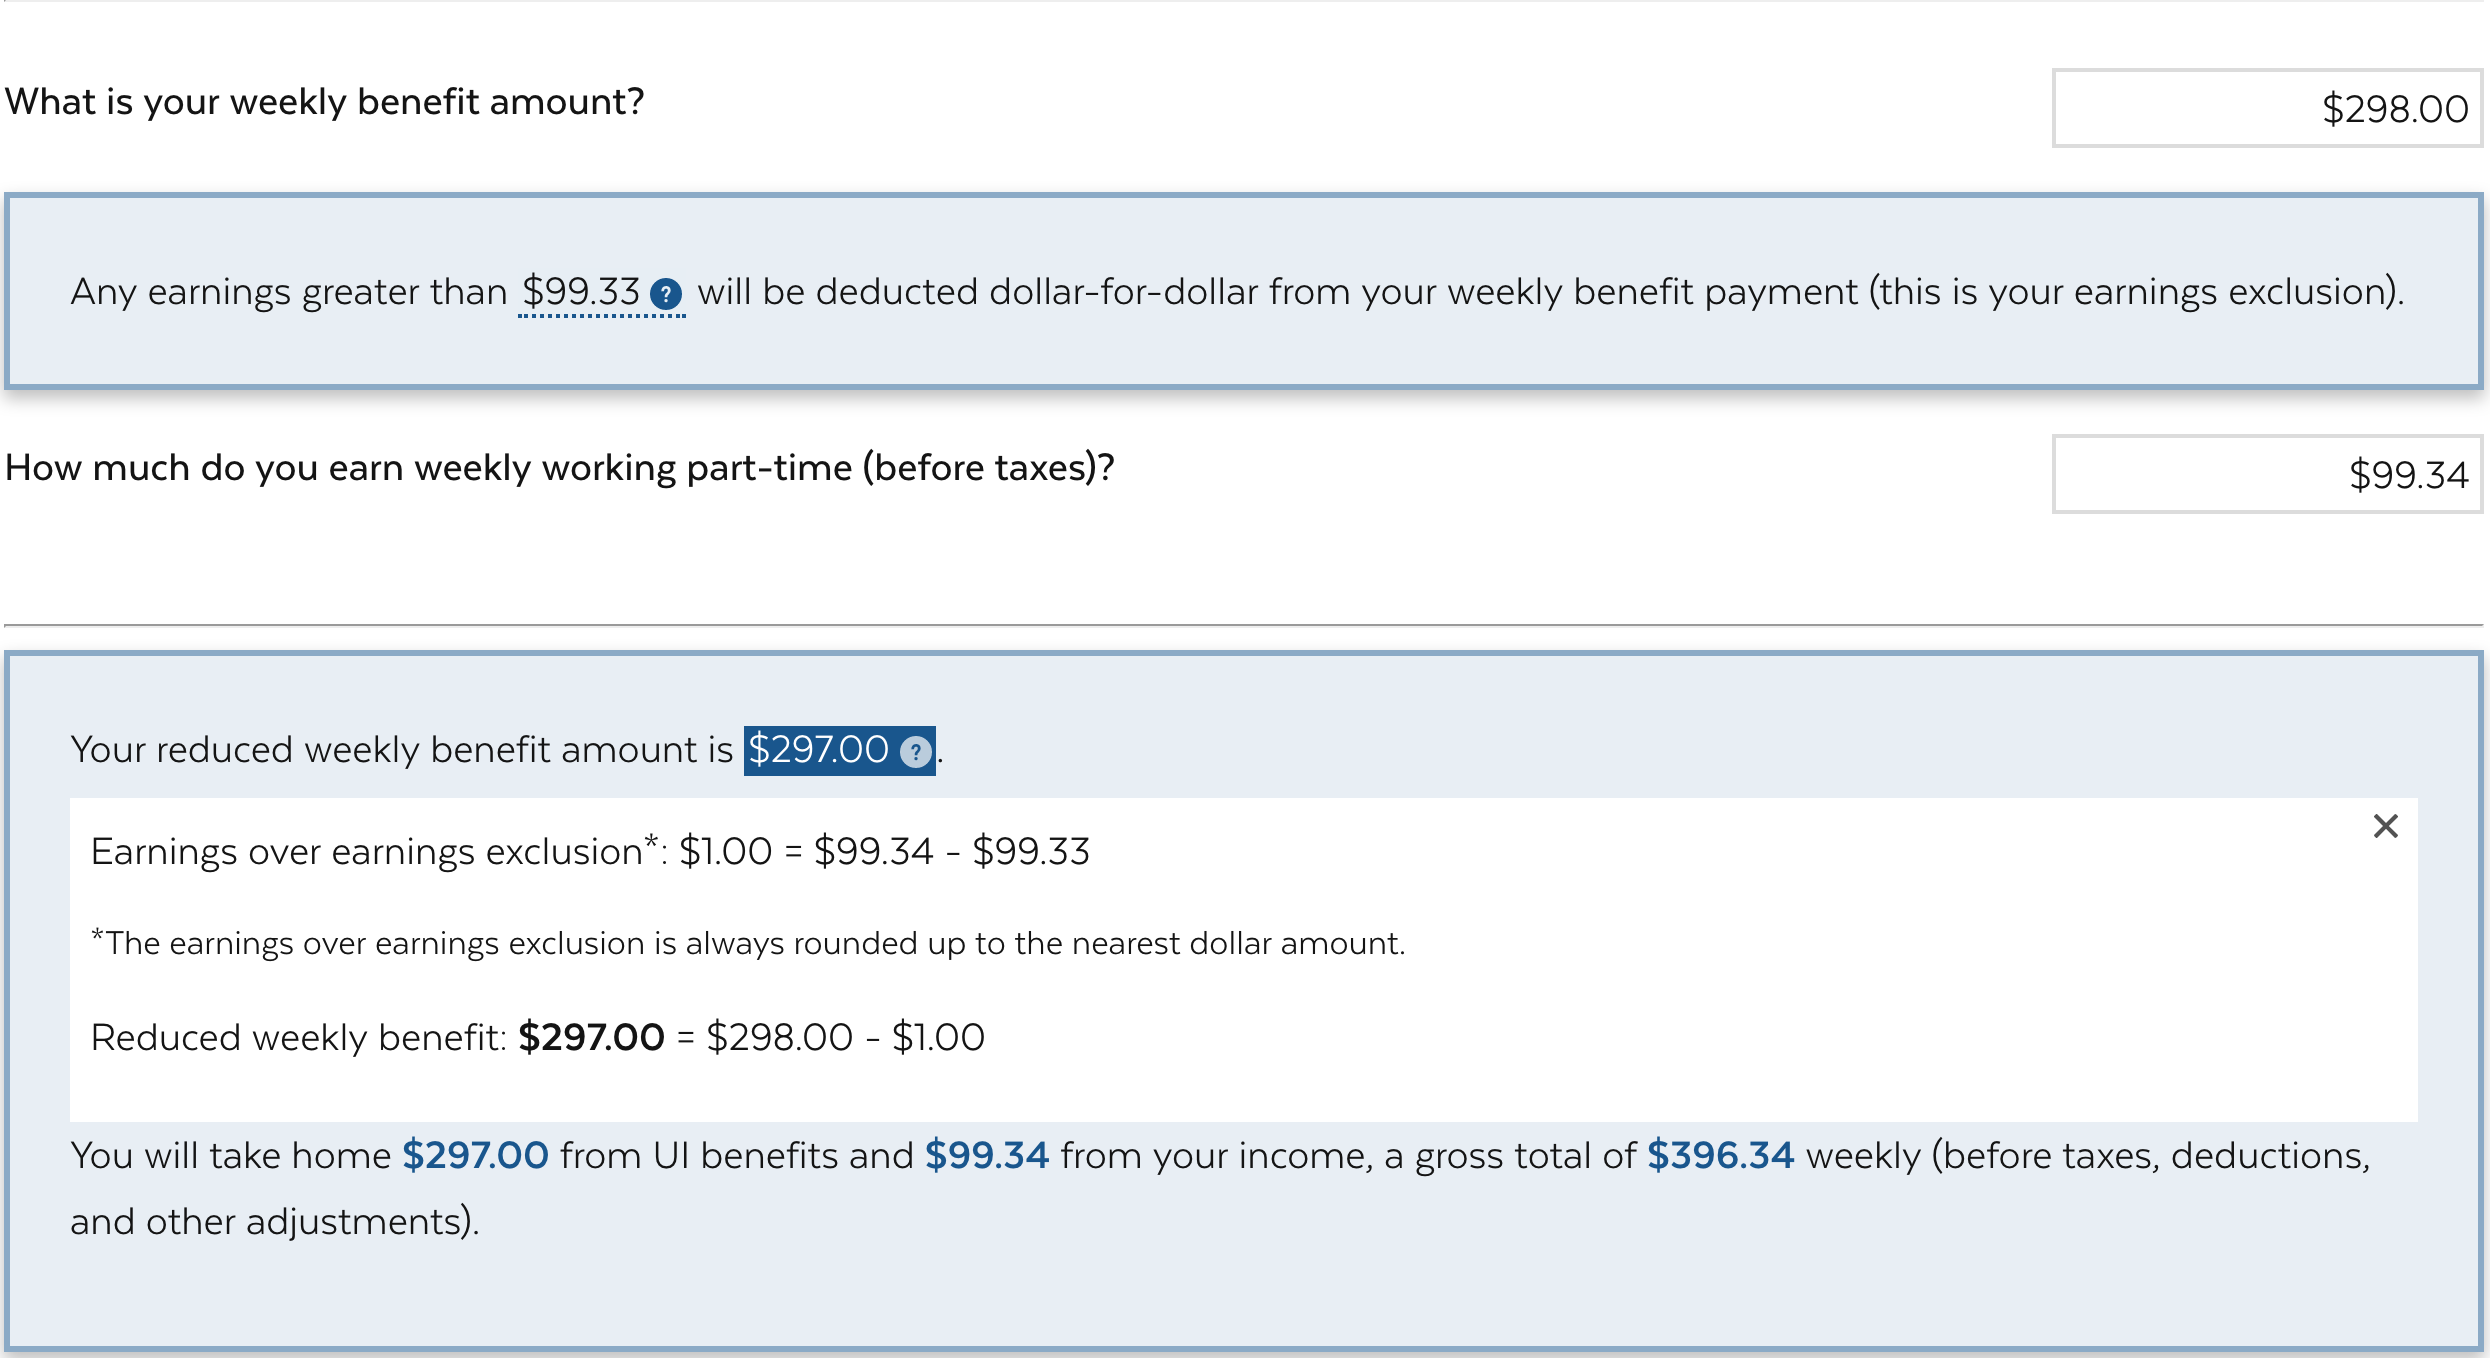 What is your weekly benefit amount?
$298.00
Any earnings greater than $99.33 ? will be deducted dollar-for-dollar from your weekly benefit payment (this is your earnings exclusion).
How much do you earn weekly working part-time (before taxes)?
$99.34
Your reduced weekly benefit amount is $297.00 ?.
×
Earnings over earnings exclusion*: $1.00 = $99.34 - $99.33
*The earnings over earnings exclusion is always rounded up to the nearest dollar amount.
Reduced weekly benefit: $297.00 = $298.00 - $1.00
You will take home $297.00 from UI benefits and $99.34 from your income, a gross total of $396.34 weekly (before taxes, deductions,
and other adjustments).